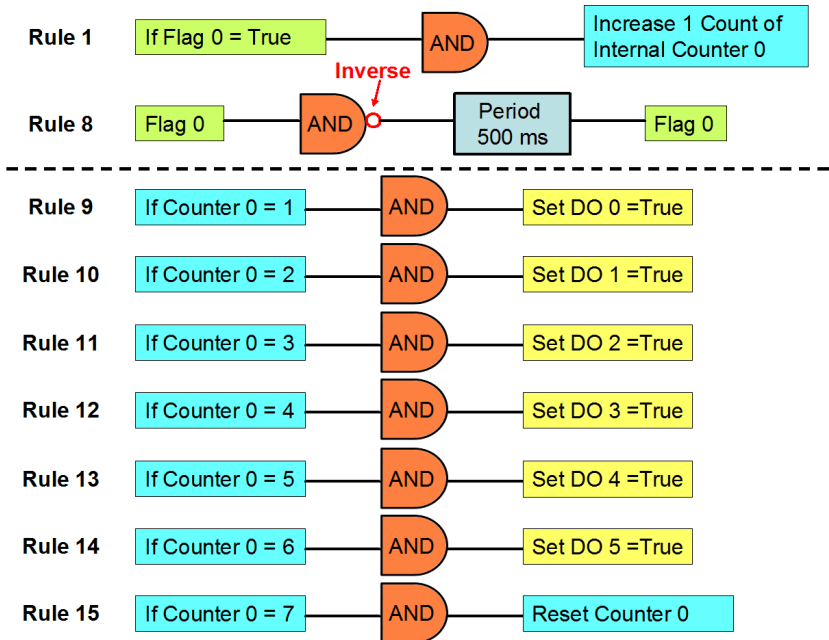 Rule 1
If Flag 0 = True
AND
Increase 1 Count of
Internal Counter 0
Inverse
Rule 8
Flag 0
AND
Period
500 ms
Flag 0
Rule 9
If Counter 0 = 1
AND
Set DO 0 =True
Rule 10
If Counter 0 = 2
AND
Set DO 1 =True
Rule 11
If Counter 0 = 3
AND
Set DO 2 =True
Rule 12
If Counter 0 = 4
AND
Set DO 3 =True
Rule 13
If Counter 0 = 5
AND
Set DO 4 =True
Rule 14
If Counter 0 = 6
AND
Set DO 5 =True
Rule 15
If Counter 0 = 7
AND
Reset Counter 0